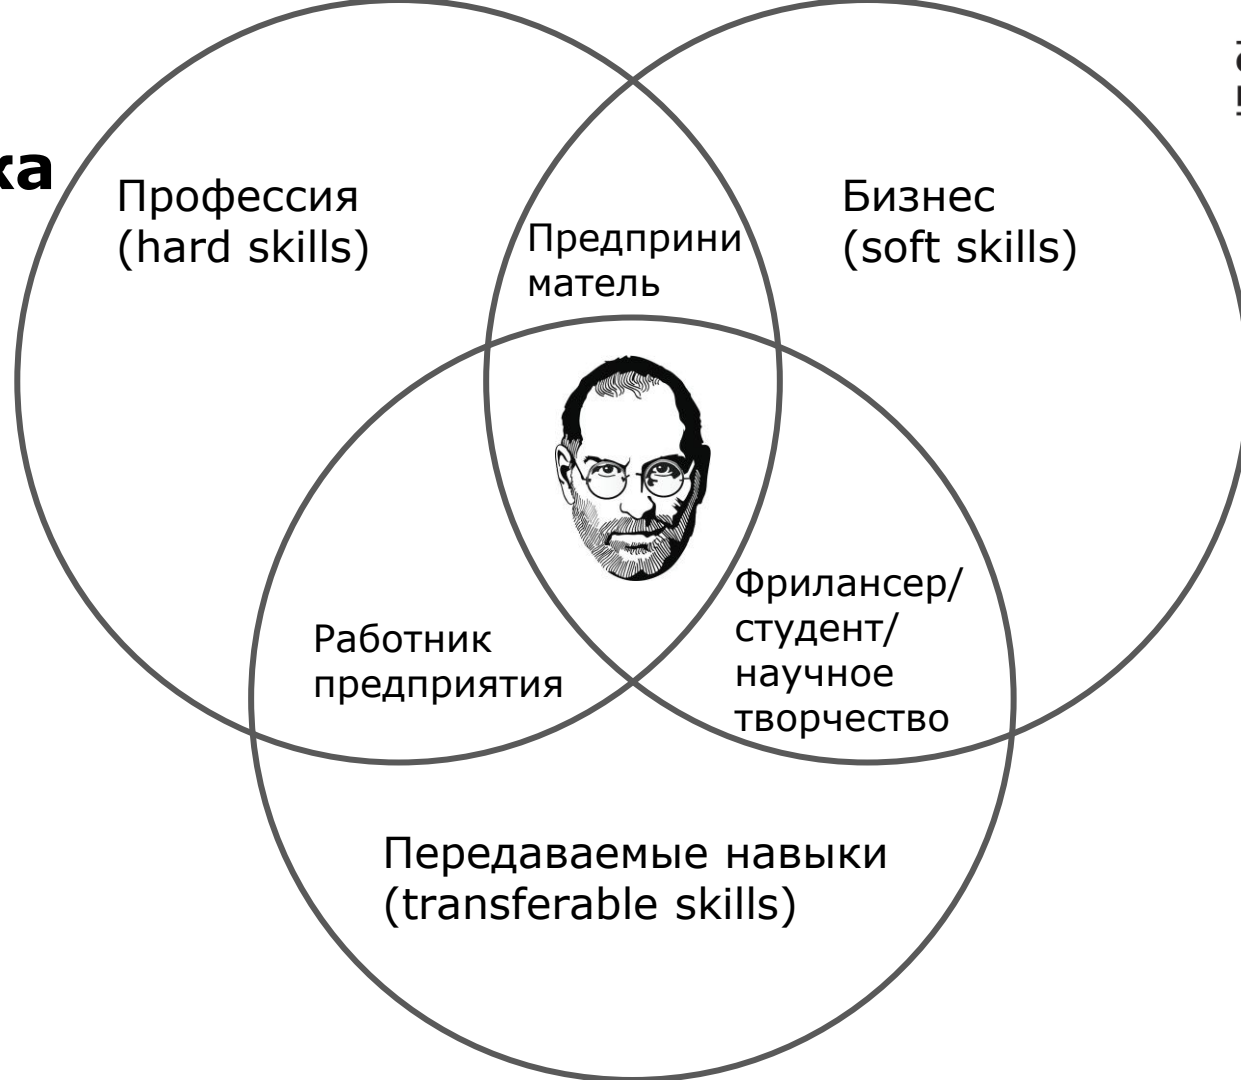 ка
Профессия
(hard skills)
Бизнес
(soft skills)
Предприни
матель
Фрилансер/
студент/
научное
творчество
Работник
предприятия
Передаваемые навыки
(transferable skills)